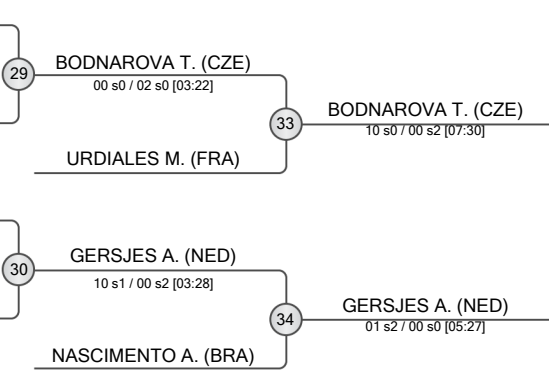 29
BODNAROVA T. (CZE)
00 s0 / 02 s0 [03:22]
33
BODNAROVA T. (CZE)
10 s0 / 00 s2 [07:30]
URDIALES M. (FRA)
30
GERSJES A. (NED)
10 s1 / 00 s2 [03:28]
34
GERSJES A. (NED)
01 s2 / 00 s0 [05:27]
NASCIMENTO A. (BRA)